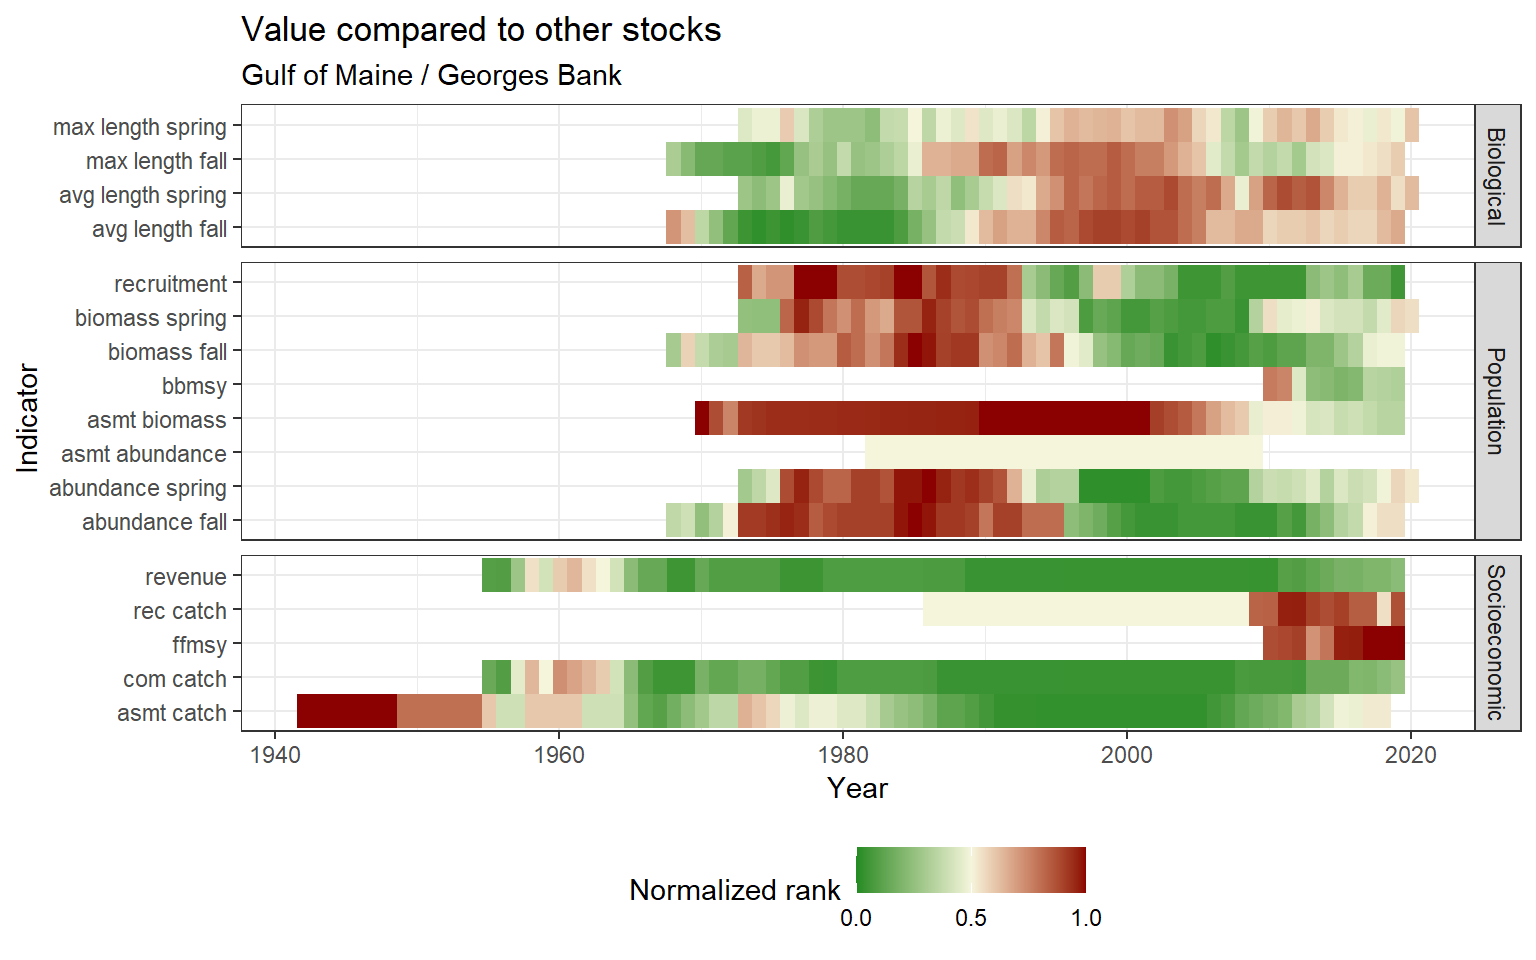 Value compared to other stocks
Gulf of Maine / Georges Bank
Indicator
max length spring
max length fall
avg length spring
avg length fall
Biological
recruitment
biomass spring
biomass fall
bbmsy
asmt biomass
asmt abundance
abundance spring
abundance fall
Population
revenue
rec catch
ffmsy
com catch
asmt catch
Socioeconomic
1940 1960 1980 2000 2020
Year
Normalized rank
0.0 0.5 1.0